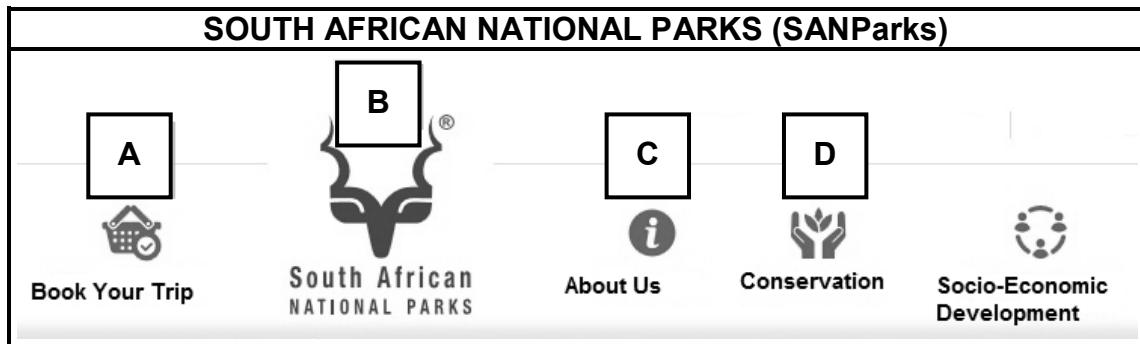 SOUTH AFRICAN NATIONAL PARKS (SANParks)
A
B
C
D
®
i
Book Your Trip
South African
NATIONAL PARKS
About Us
Conservation
Socio-Economic
Development